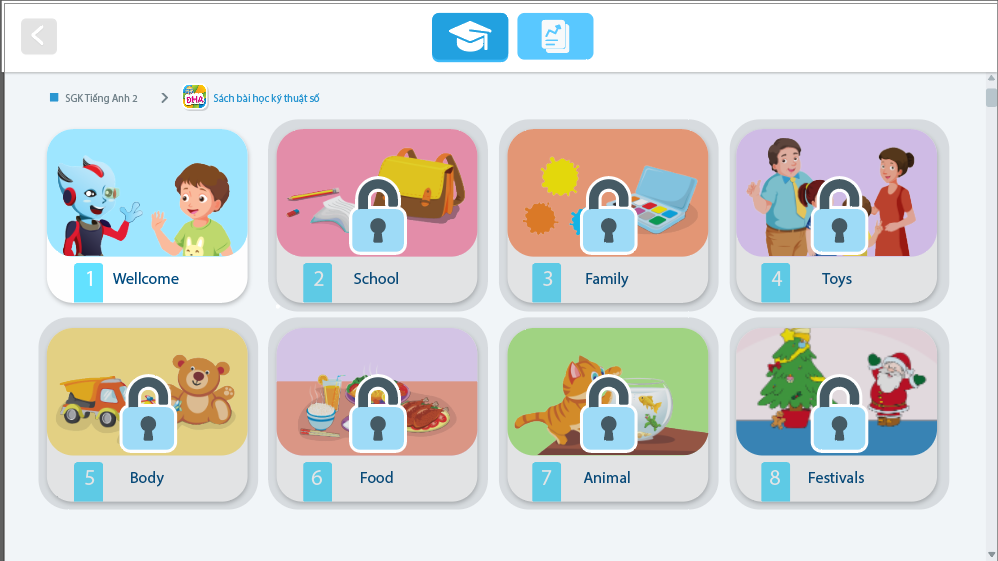 SGK Tiếng Anh 2
DHA
Sách bài học kỹ thuật số
1 Wellcome
2 School
3 Family
4 Toys
5 Body
6 Food
7 Animal
8 Festivals